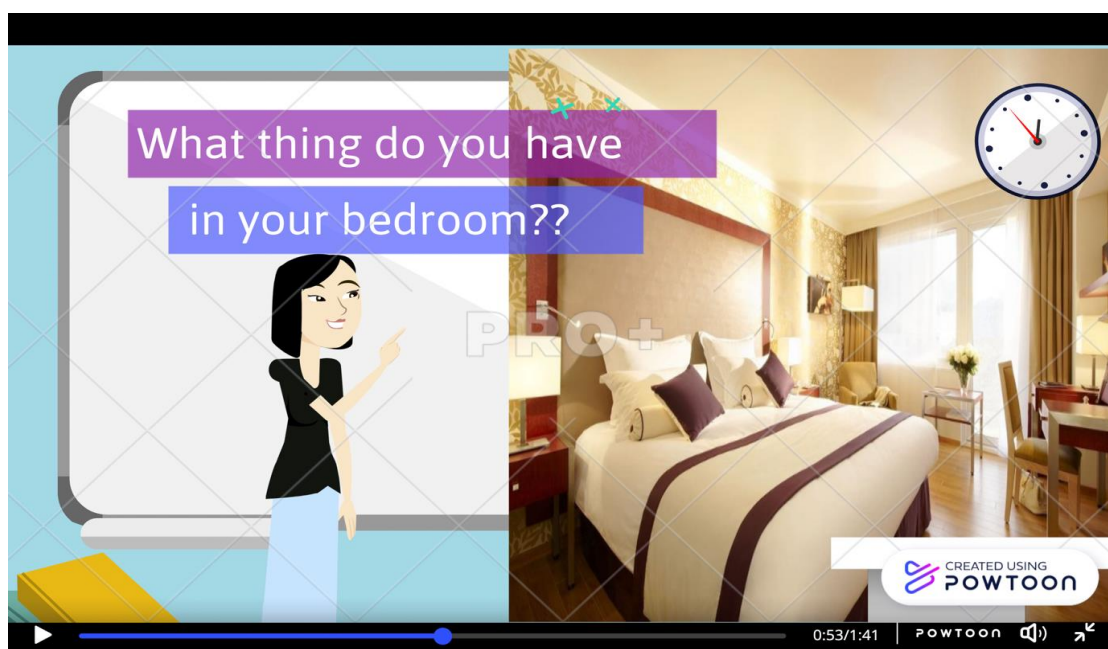 What thing do you have
in your bedroom??
PRO+
CREATED USING
POWTOON
0:53/1:41
POWTOON